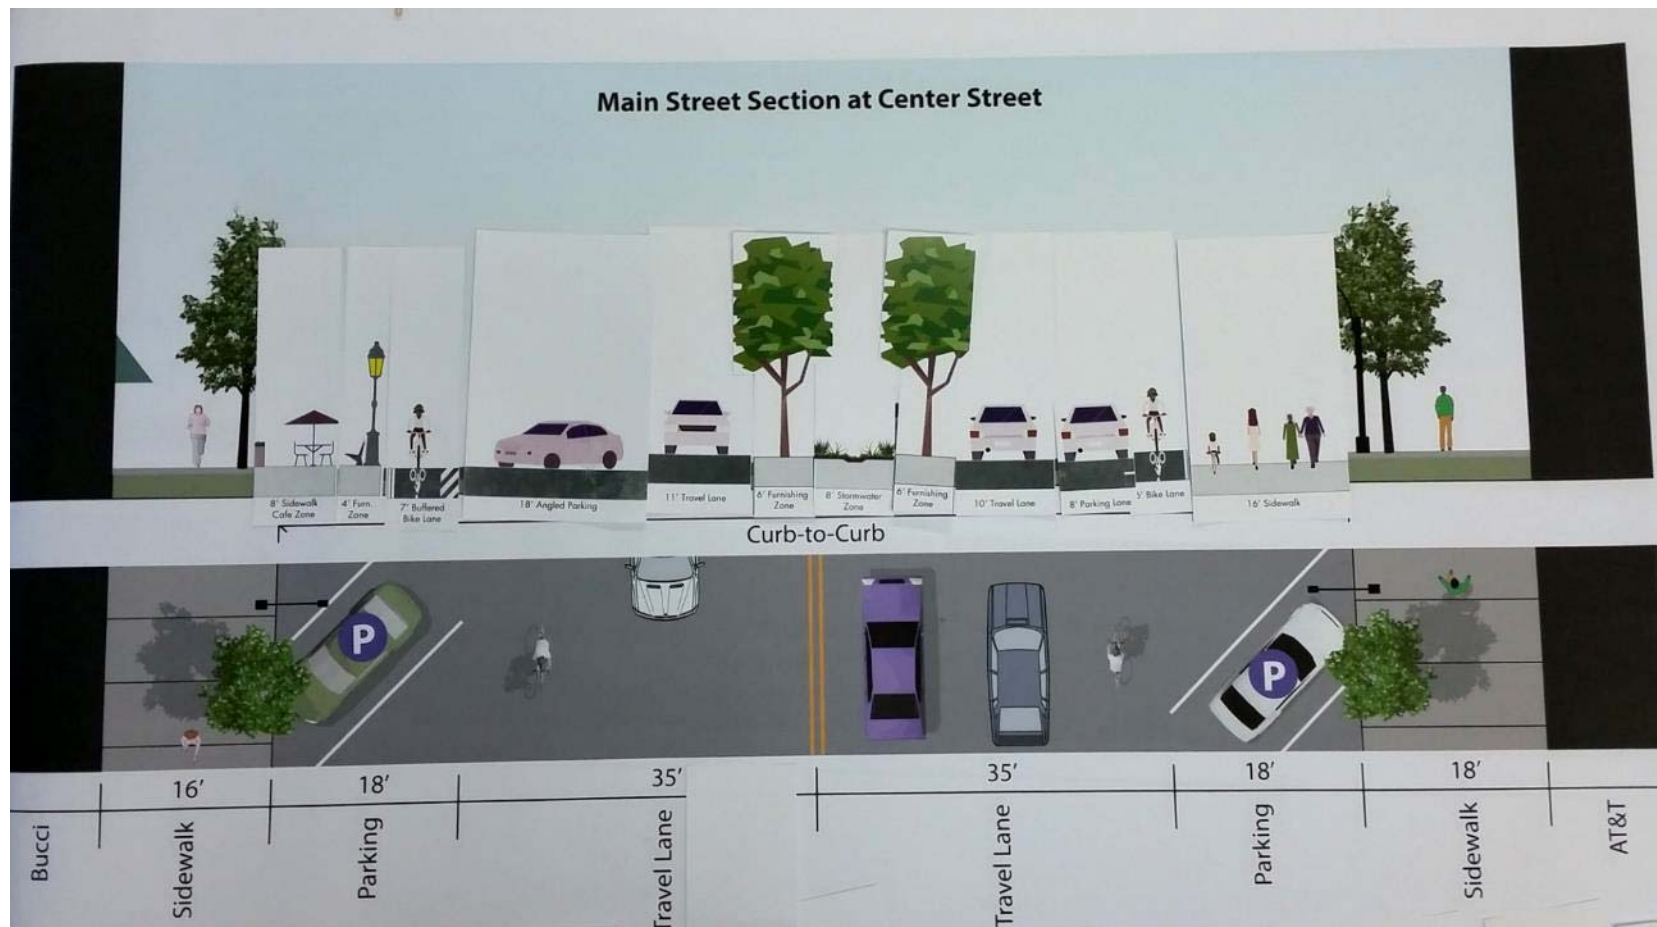 Main Street Section at Center Street
8' Sidewalk
Cafe Zone
4' Furn.
Zone
7' Buffered
Bike Lane
18' Angled Parking
11' Travel Lane
6' Furnishing
Zone
8' Stormwater
Zone
6' Furnishing
Zone
10' Travel Lane
8' Parking Lane
5' Bike Lane
16' Sidewalk
Curb-to-Curb
P
P
16'
18'
35'
35'
18'
18'
Bucci
Sidewalk
Parking
Travel Lane
Travel Lane
Parking
Sidewalk
AT&T